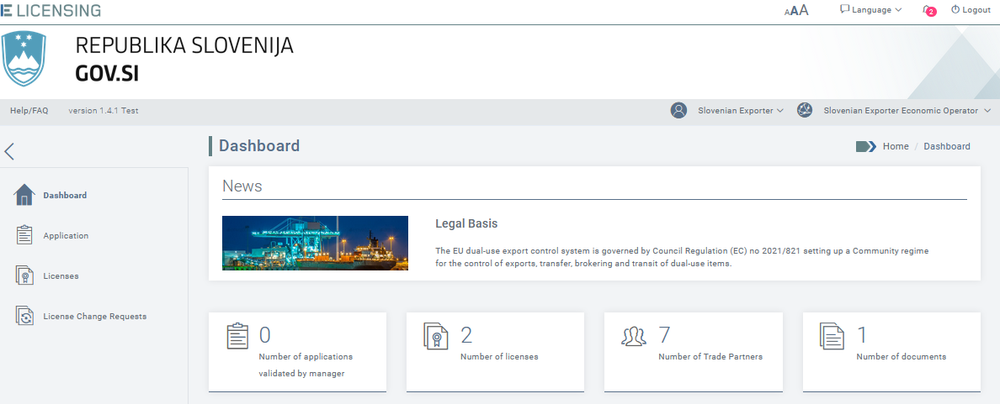 E LICENSING
AAA
Language
2
Logout
REPUBLIKA SLOVENIJA
GOV.SI
Help/FAQ
version 1.4.1 Test
Slovenian Exporter
Slovenian Exporter Economic Operator
Dashboard
Home / Dashboard
News
Dashboard
Application
Licenses
License Change Requests
Legal Basis
The EU dual-use export control system is governed by Council Regulation (EC) no 2021/821 setting up a Community regime
for the control of exports, transfer, brokering and transit of dual-use items.
0
Number of applications
validated by manager
2
Number of licenses
7
Number of Trade Partners
1
Number of documents